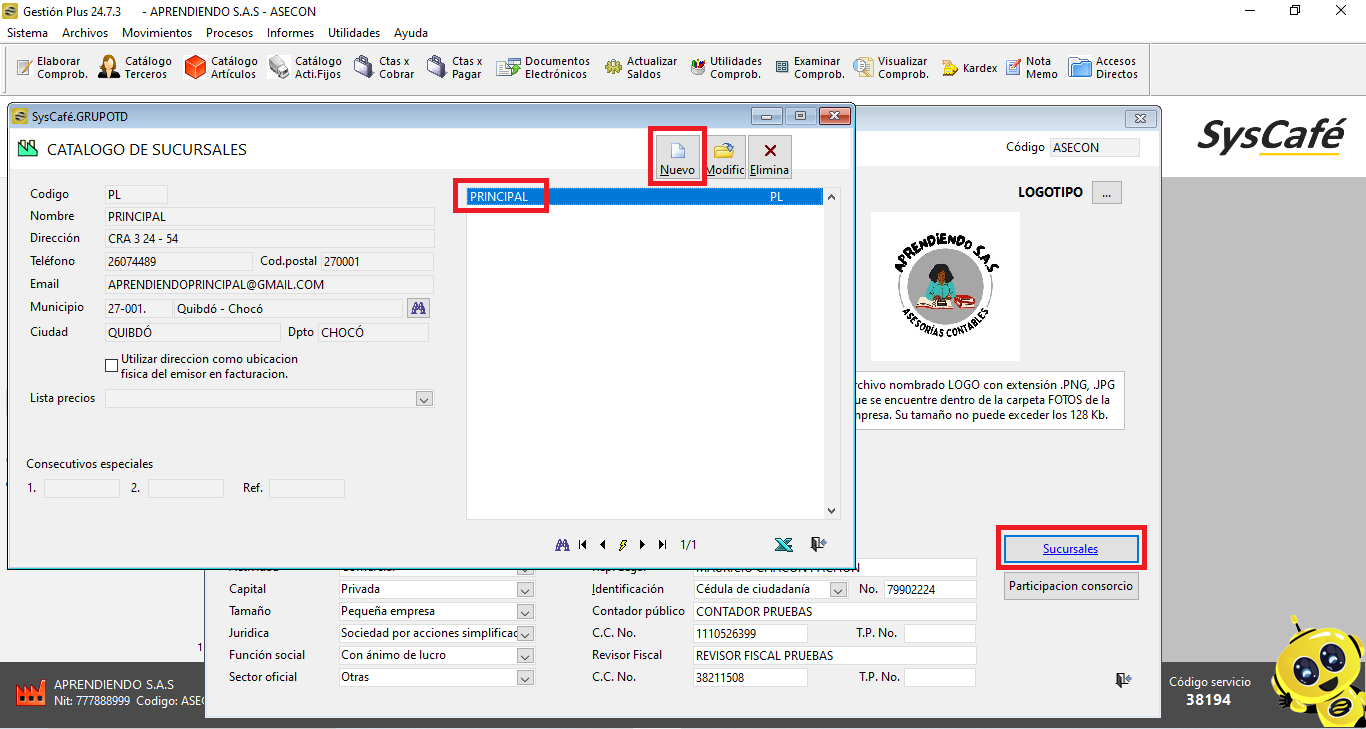 Gestión Plus 24.7.3 - APRENDIENDO S.A.S - ASECON
Sistema Archivos Movimientos Procesos Informes Utilidades Ayuda
Elaborar Comprob.
Catálogo Terceros
Catálogo Artículos
Catálogo Acti.Fijos
Ctas x Cobrar
Ctas x Pagar
Documentos Electrónicos
Actualizar Saldos
Utilidades Comprob.
Examinar Comprob.
Visualizar Comprob.
Kardex
Nota Memo
Accesos Directos
SysCafé.GRUPOTD
CATALOGO DE SUCURSALES
Nuevo Modific Elimina
Codigo PL
Nombre PRINCIPAL
Dirección CRA 3 24 - 54
Teléfono 26074489 Cod.postal 270001
Email APRENDIENDOPRINCIPAL@GMAIL.COM
Municipio 27-001. Quibdó - Chocó
Ciudad QUIBDÓ Dpto CHOCÓ
Utilizar direccion como ubicacion
fisica del emisor en facturacion.
Lista precios
Consecutivos especiales
1. 2. Ref.
PRINCIPAL PL
1/1
Código ASECON
SysCafé
LOGOTIPO ...
APRENDIENDO S.A.S
ASESORÍAS CONTABLES
rchivo nombrado LOGO con extensión .PNG, .JPG
ue se encuentre dentro de la carpeta FOTOS de la
mpresa. Su tamaño no puede exceder los 128 Kb.
Sucursales
Participacion consorcio
Capital Privada
Tamaño Pequeña empresa
Juridica Sociedad por acciones simplificad
Función social Con ánimo de lucro
Sector oficial Otras
Identificación Cédula de ciudadanía No. 79902224
Contador público CONTADOR PRUEBAS
C.C. No. 1110526399 T.P. No.
Revisor Fiscal REVISOR FISCAL PRUEBAS
C.C. No. 38211508 T.P. No.
1
APRENDIENDO S.A.S
Nit: 777888999 Codigo: ASEC
Código servicio
38194